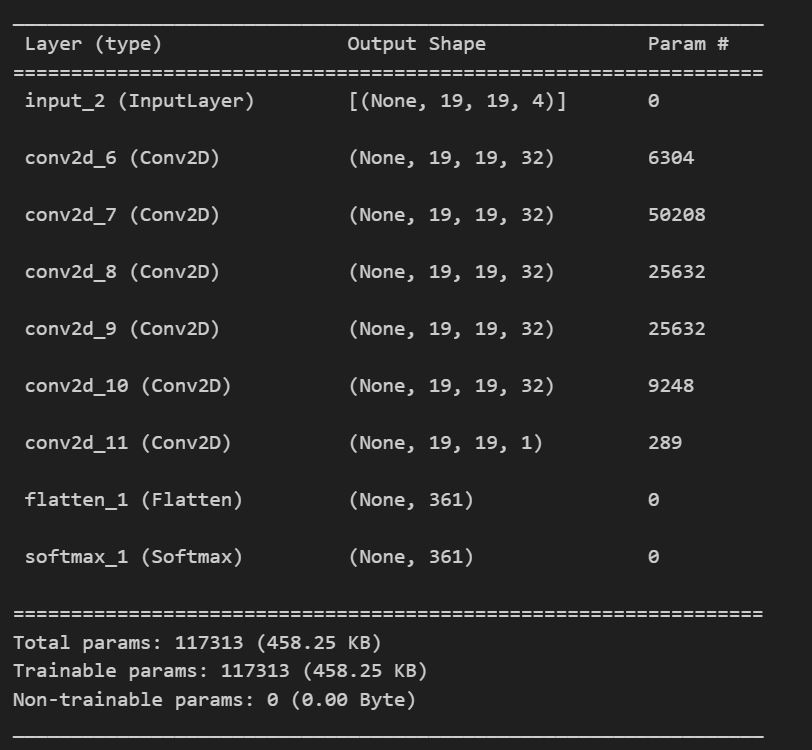 Layer (type) Output Shape Param #
input_2 (InputLayer) [(None, 19, 19, 4)] 0
conv2d_6 (Conv2D) (None, 19, 19, 32) 6304
conv2d_7 (Conv2D) (None, 19, 19, 32) 50208
conv2d_8 (Conv2D) (None, 19, 19, 32) 25632
conv2d_9 (Conv2D) (None, 19, 19, 32) 25632
conv2d_10 (Conv2D) (None, 19, 19, 32) 9248
conv2d_11 (Conv2D) (None, 19, 19, 1) 289
flatten_1 (Flatten) (None, 361) 0
softmax_1 (Softmax) (None, 361) 0
Total params: 117313 (458.25 KB)
Trainable params: 117313 (458.25 KB)
Non-trainable params: 0 (0.00 Byte)